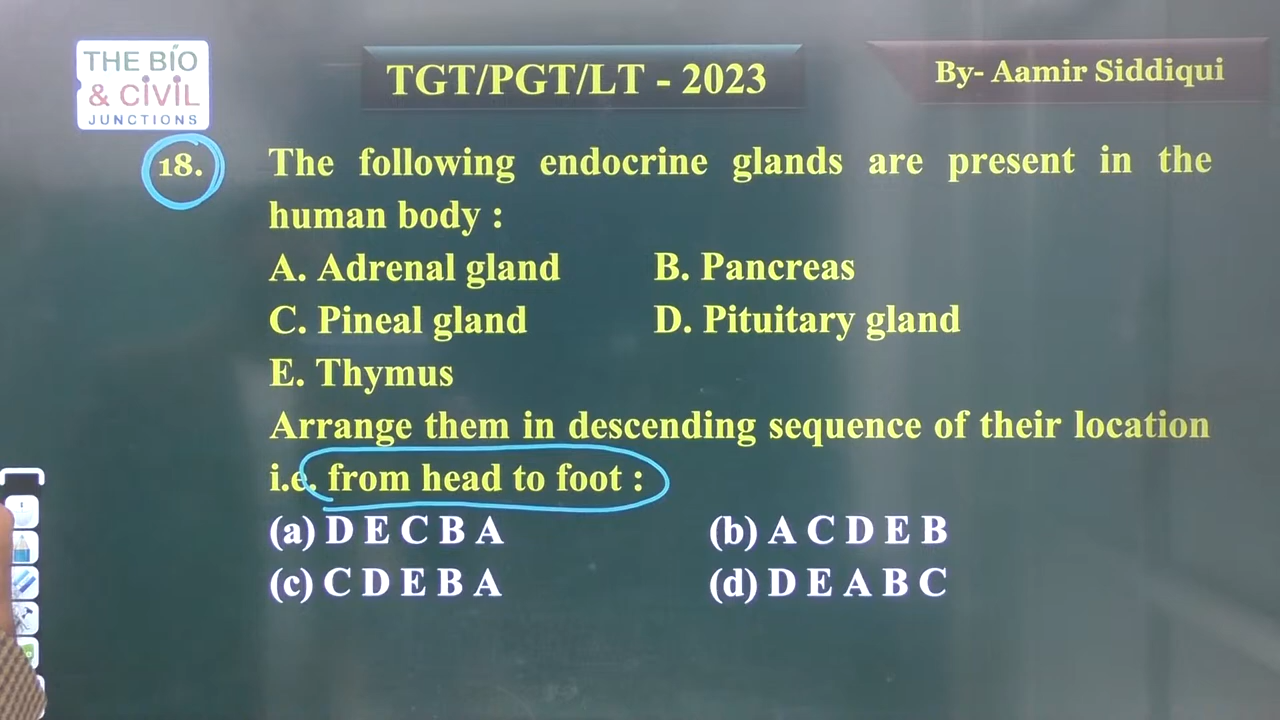 THE BIO
& CIVIL
JUNCTIONS
TGT/PGT/LT - 2023
By- Aamir Siddiqui
18. The following endocrine glands are present in the
human body :
A. Adrenal gland B. Pancreas
C. Pineal gland D. Pituitary gland
E. Thymus
Arrange them in descending sequence of their location
i.e. from head to foot :
(a) D E C B A (b) A C D E B
(c) C D E B A (d) D E A B C